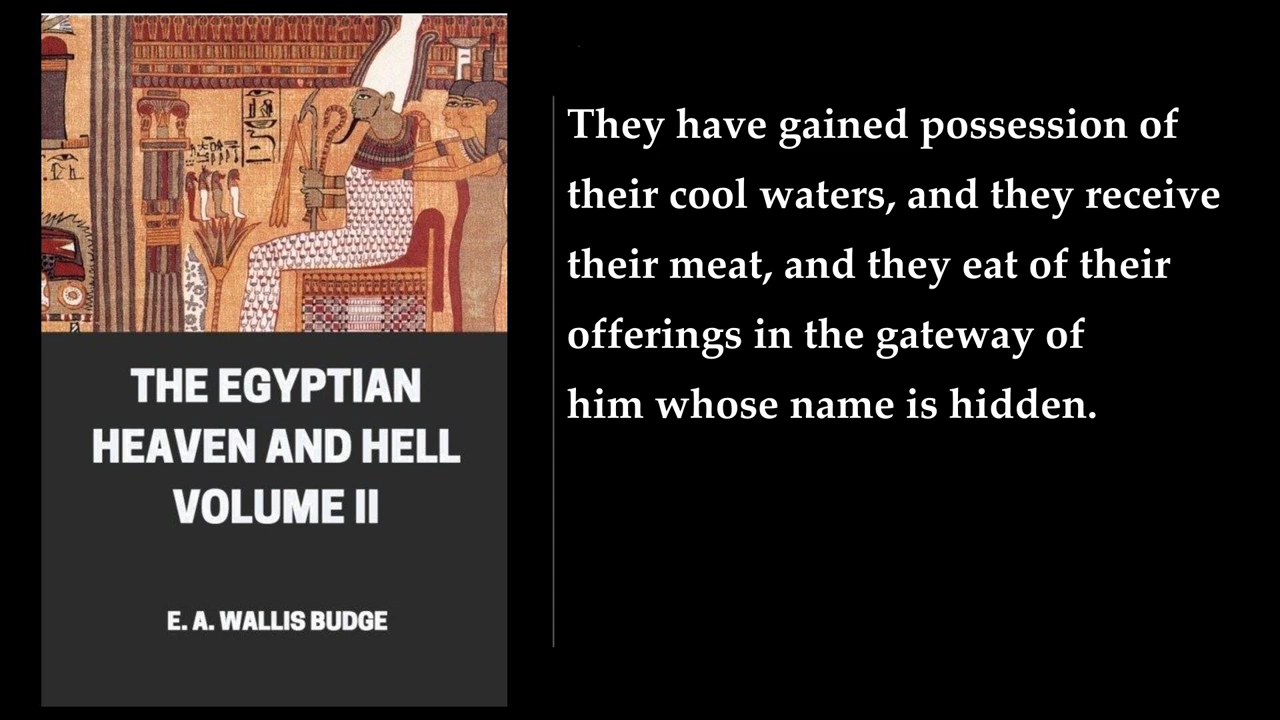 THE EGYPTIAN
HEAVEN AND HELL
VOLUME II
E. A. WALLIS BUDGE
They have gained possession of
their cool waters, and they receive
their meat, and they eat of their
offerings in the gateway of
him whose name is hidden.